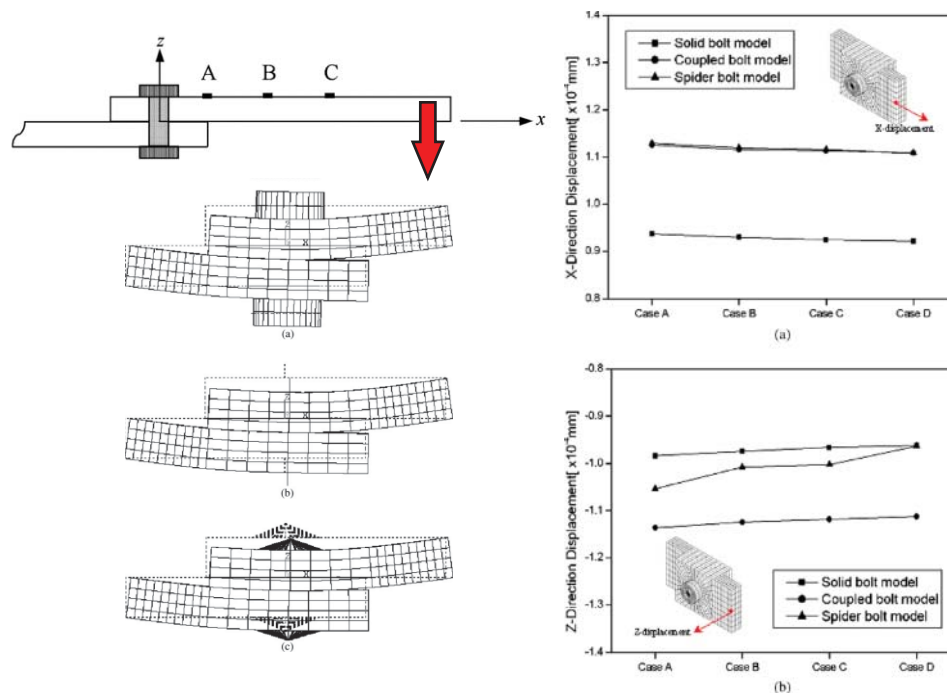 z
A
B
C
x
X
(a)
X
(b)
X
(c)
X-Direction Displacement[ x10⁻⁴mm]
1.4
1.3
1.2
1.1
1.0
0.9
0.8
Solid bolt model
Coupled bolt model
Spider bolt model
X-displacement
Case A
Case B
Case C
Case D
(a)
Z-Direction Displacement[ x10⁻⁴mm]
-0.8
-0.9
-1.0
-1.1
-1.2
-1.3
-1.4
Z-displacement
Solid bolt model
Coupled bolt model
Spider bolt model
Case A
Case B
Case C
Case D
(b)